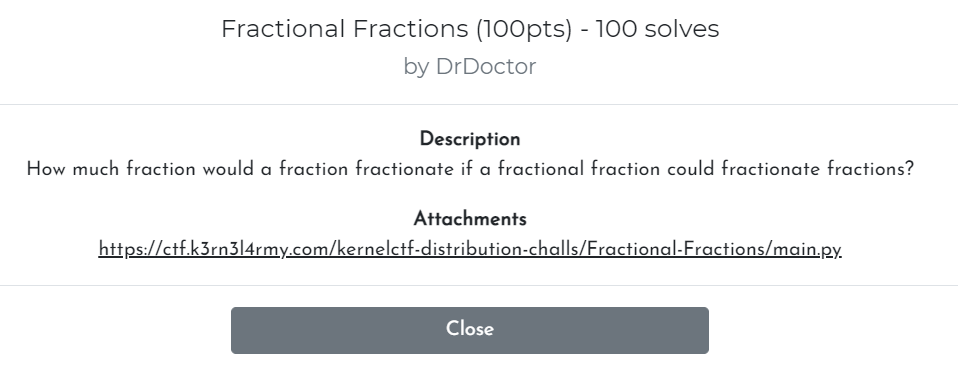 Fractional Fractions (100pts) - 100 solves
by DrDoctor
Description
How much fraction would a fraction fractionate if a fractional fraction could fractionate fractions?
Attachments
https://ctf.k3rn3l4rmy.com/kernelctf-distribution-challs/Fractional-Fractions/main.py
Close